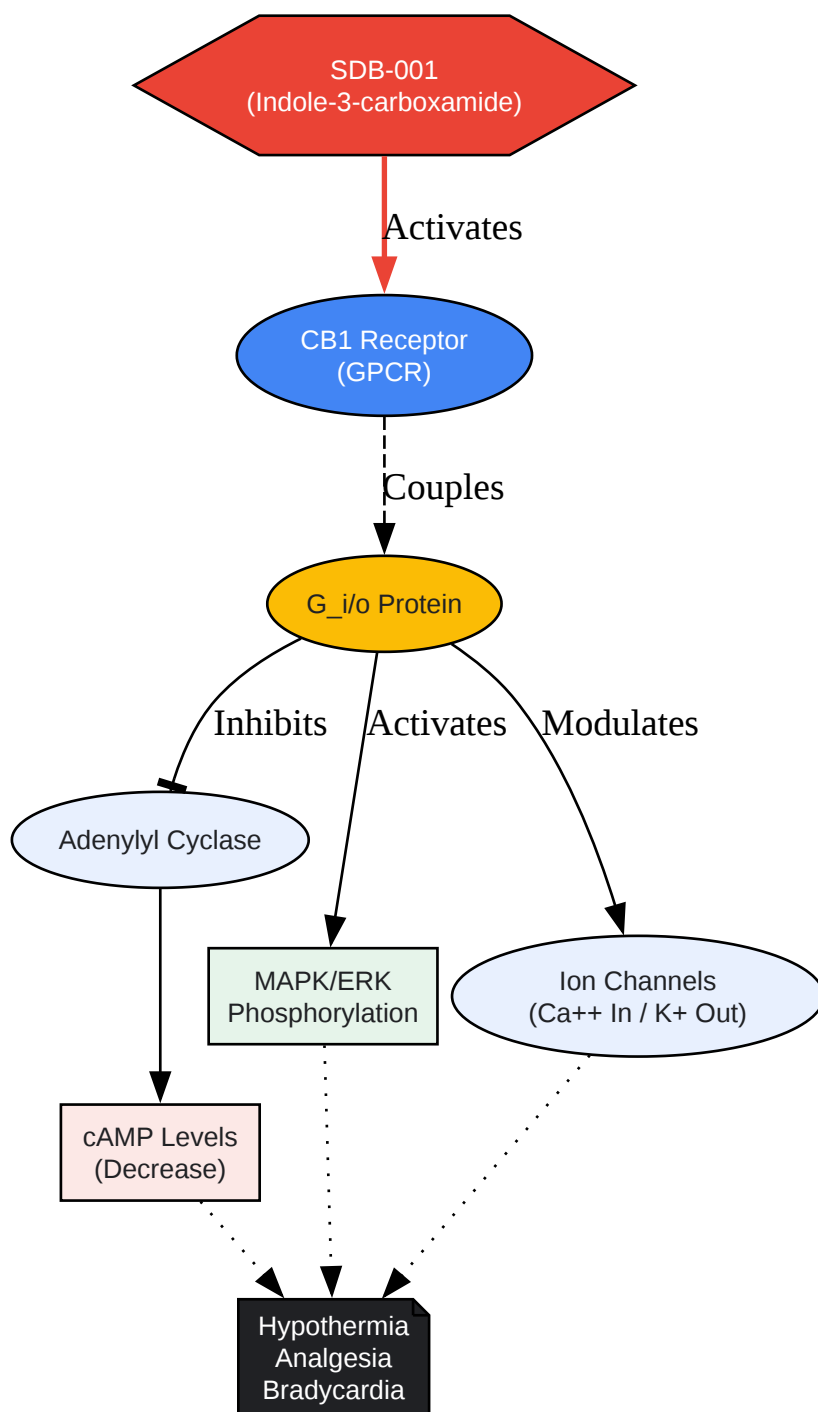 SDB-001
(Indole-3-carboxamide)
Activates
CB1 Receptor
(GPCR)
Couples
G_i/o Protein
Inhibits
Activates
Modulates
Adenylyl Cyclase
MAPK/ERK
Phosphorylation
Ion Channels
(Ca++ In / K+ Out)
cAMP Levels
(Decrease)
Hypothermia
Analgesia
Bradycardia